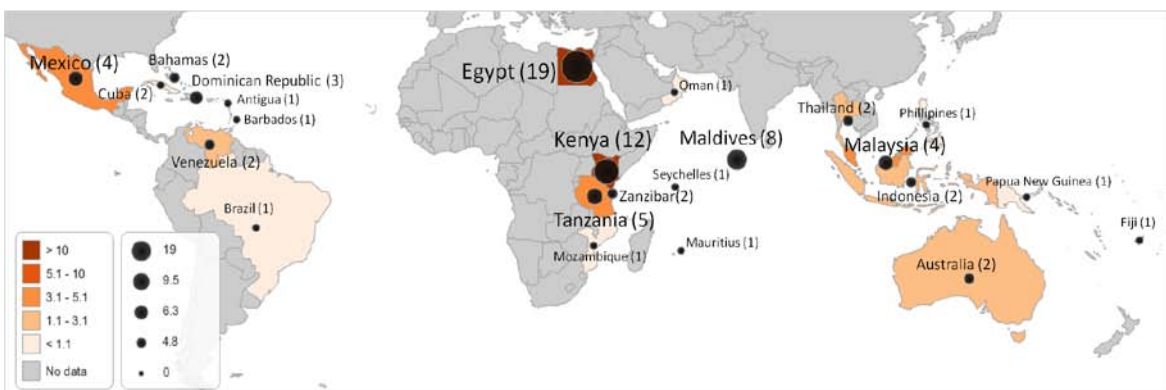 Mexico (4)
Bahamas (2)
Cuba (2)
Dominican Republic (3)
Antigua (1)
Barbados (1)
Venezuela (2)
Brazil (1)
Egypt (19)
Oman (1)
Kenya (12)
Maldives (8)
Seychelles (1)
Zanzibar (2)
Tanzania (5)
Mozambique (1)
Mauritius (1)
Thailand (2)
Phillipines (1)
Malaysia (4)
Indonesia (2)
Papua New Guinea (1)
Fiji (1)
Australia (2)
> 10
5.1 - 10
3.1 - 5.1
1.1 - 3.1
< 1.1
No data
19
9.5
6.3
4.8
0